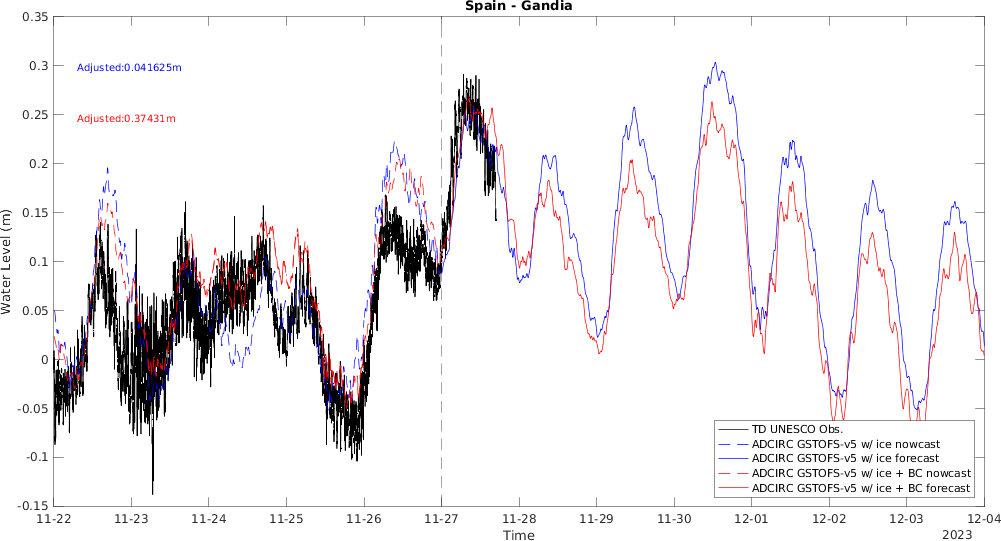 Spain - Gandia
0.35
0.3
0.25
0.2
0.15
0.1
0.05
0
-0.05
-0.1
-0.15
Water Level (m)
Adjusted:0.041625m
Adjusted:0.37431m
TD UNESCO Obs.
ADCIRC GSTOFS-v5 w/ ice nowcast
ADCIRC GSTOFS-v5 w/ ice forecast
ADCIRC GSTOFS-v5 w/ ice + BC nowcast
ADCIRC GSTOFS-v5 w/ ice + BC forecast
11-22 11-23 11-24 11-25 11-26 11-27 11-28 11-29 11-30 12-01 12-02 12-03 12-04
Time
2023